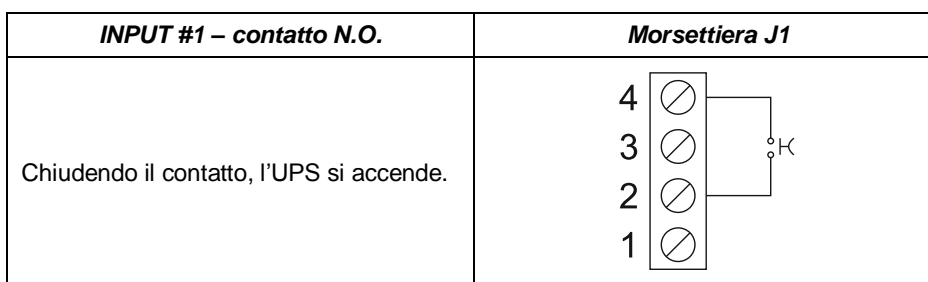 INPUT #1 – contatto N.O.
Morsettiera J1
Chiudendo il contatto, l'UPS si accende.
4
3
2
1